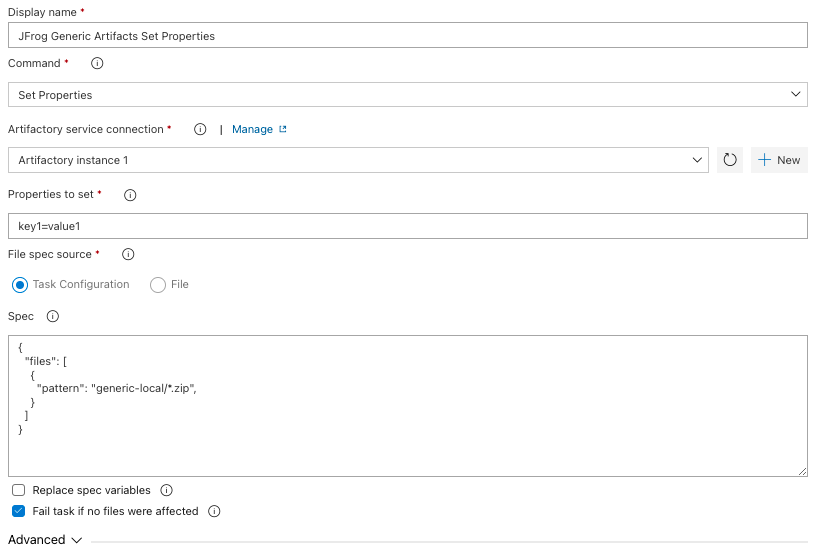 Display name *
JFrog Generic Artifacts Set Properties
Command *
Set Properties
Artifactory service connection * | Manage
Artifactory instance 1
New
Properties to set *
key1=value1
File spec source *
Task Configuration File
Spec
{
"files": [
{
"pattern": "generic-local/*.zip",
}
]
}
Replace spec variables
Fail task if no files were affected
Advanced